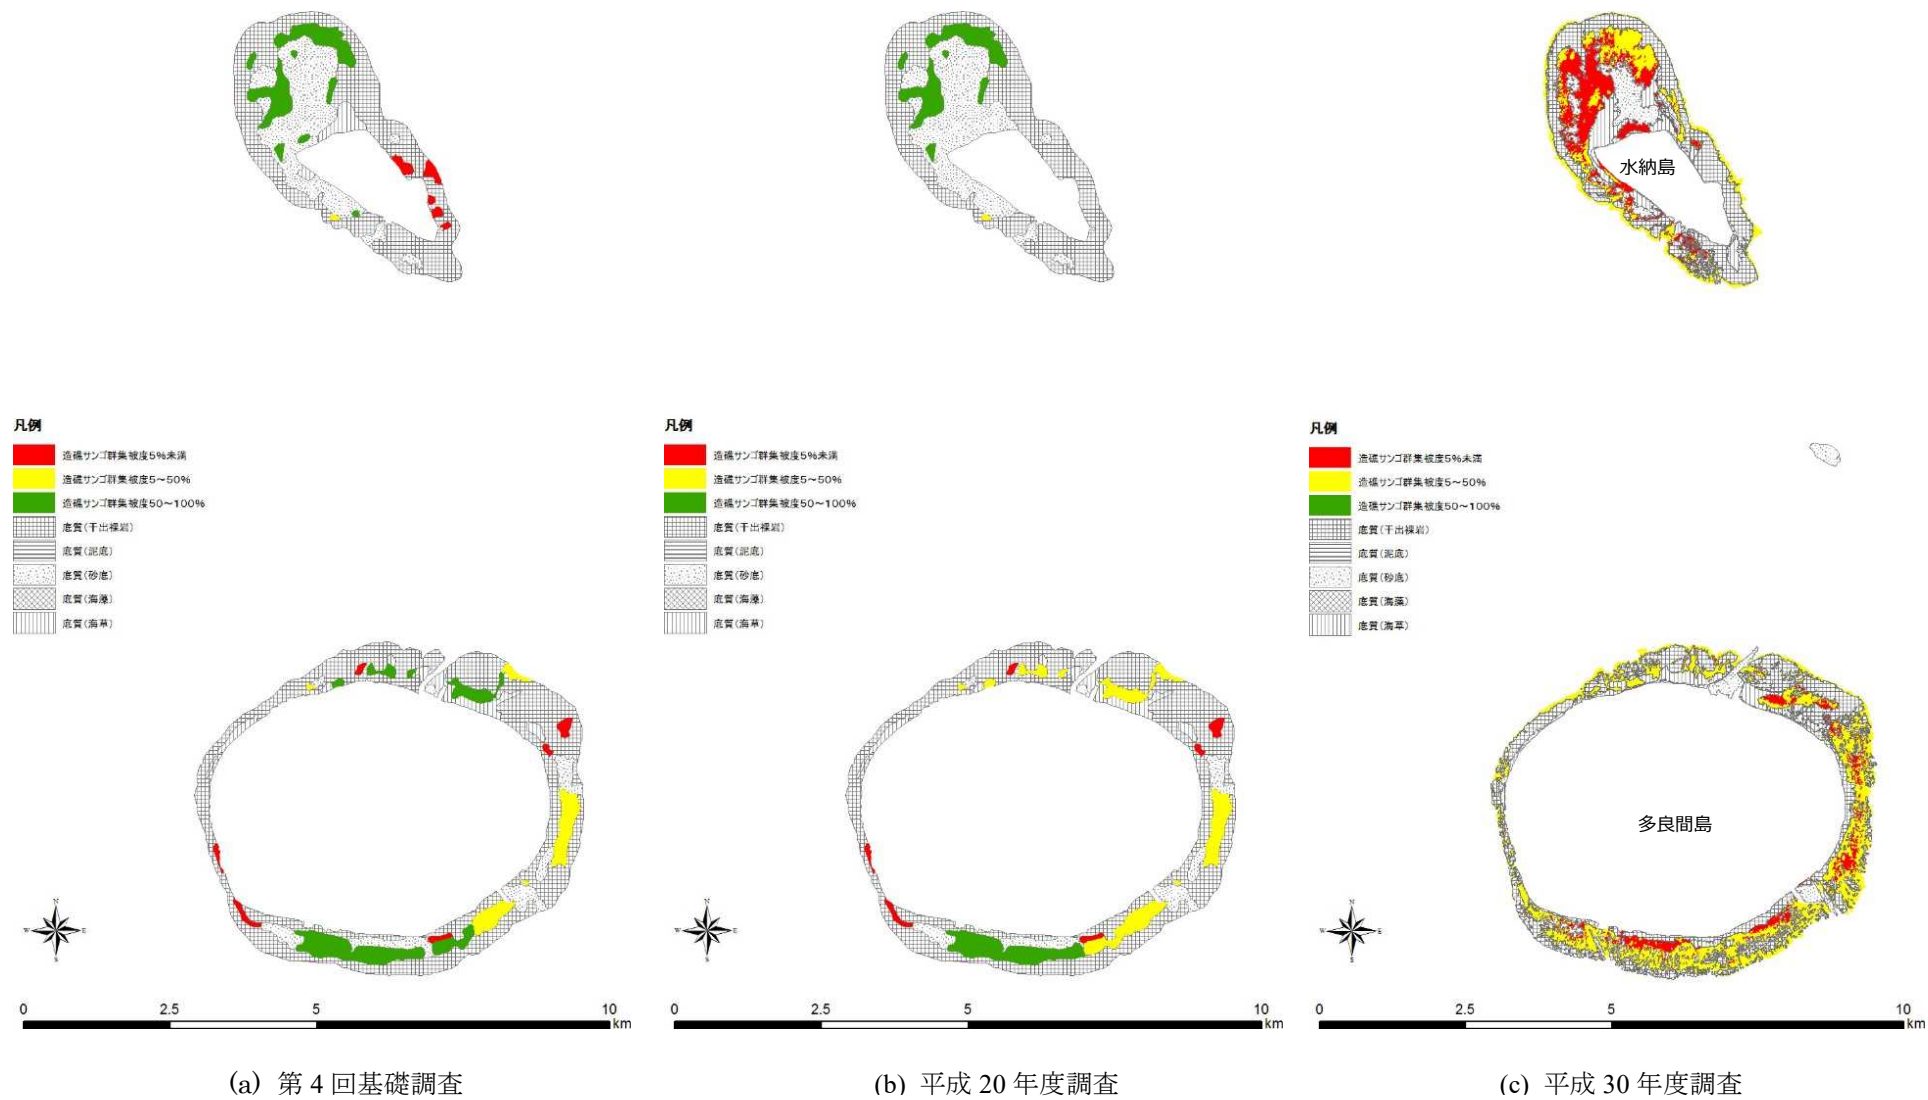 水納島
凡例
造礁サンゴ群集被度5%未満
造礁サンゴ群集被度5～50%
造礁サンゴ群集被度50～100%
底質(干出裸岩)
底質(泥底)
底質(砂底)
底質(海藻)
底質(海草)
凡例
造礁サンゴ群集被度5%未満
造礁サンゴ群集被度5～50%
造礁サンゴ群集被度50～100%
底質(干出裸岩)
底質(泥底)
底質(砂底)
底質(海藻)
底質(海草)
凡例
造礁サンゴ群集被度5%未満
造礁サンゴ群集被度5～50%
造礁サンゴ群集被度50～100%
底質(干出裸岩)
底質(泥底)
底質(砂底)
底質(海藻)
底質(海草)
多良間島
N
W E
S
N
W E
S
N
W E
S
0 2.5 5 10
km
0 2.5 5 10
km
0 2.5 5 10
km
(a) 第 4 回基礎調査
(b) 平成 20 年度調査
(c) 平成 30 年度調査